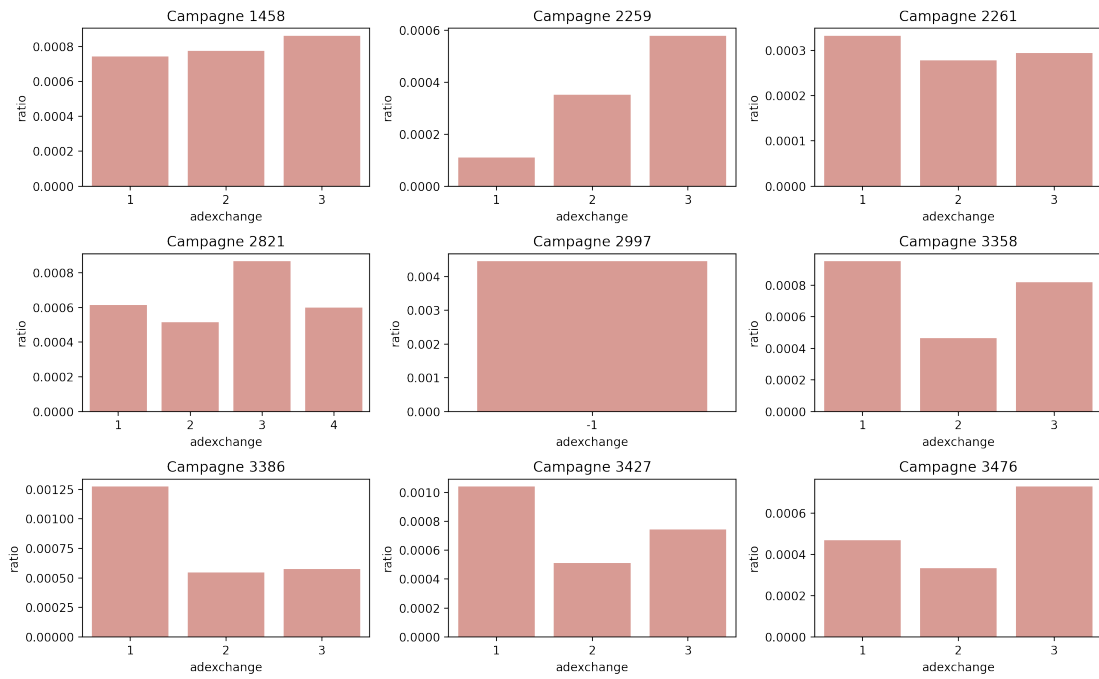 Campagne 1458
ratio
0.0008
0.0006
0.0004
0.0002
0.0000
1 2 3
adexchange
Campagne 2259
ratio
0.0006
0.0004
0.0002
0.0000
1 2 3
adexchange
Campagne 2261
ratio
0.0003
0.0002
0.0001
0.0000
1 2 3
adexchange
Campagne 2821
ratio
0.0008
0.0006
0.0004
0.0002
0.0000
1 2 3 4
adexchange
Campagne 2997
ratio
0.004
0.003
0.002
0.001
0.000
-1
adexchange
Campagne 3358
ratio
0.0008
0.0006
0.0004
0.0002
0.0000
1 2 3
adexchange
Campagne 3386
ratio
0.00125
0.00100
0.00075
0.00050
0.00025
0.00000
1 2 3
adexchange
Campagne 3427
ratio
0.0010
0.0008
0.0006
0.0004
0.0002
0.0000
1 2 3
adexchange
Campagne 3476
ratio
0.0006
0.0004
0.0002
0.0000
1 2 3
adexchange